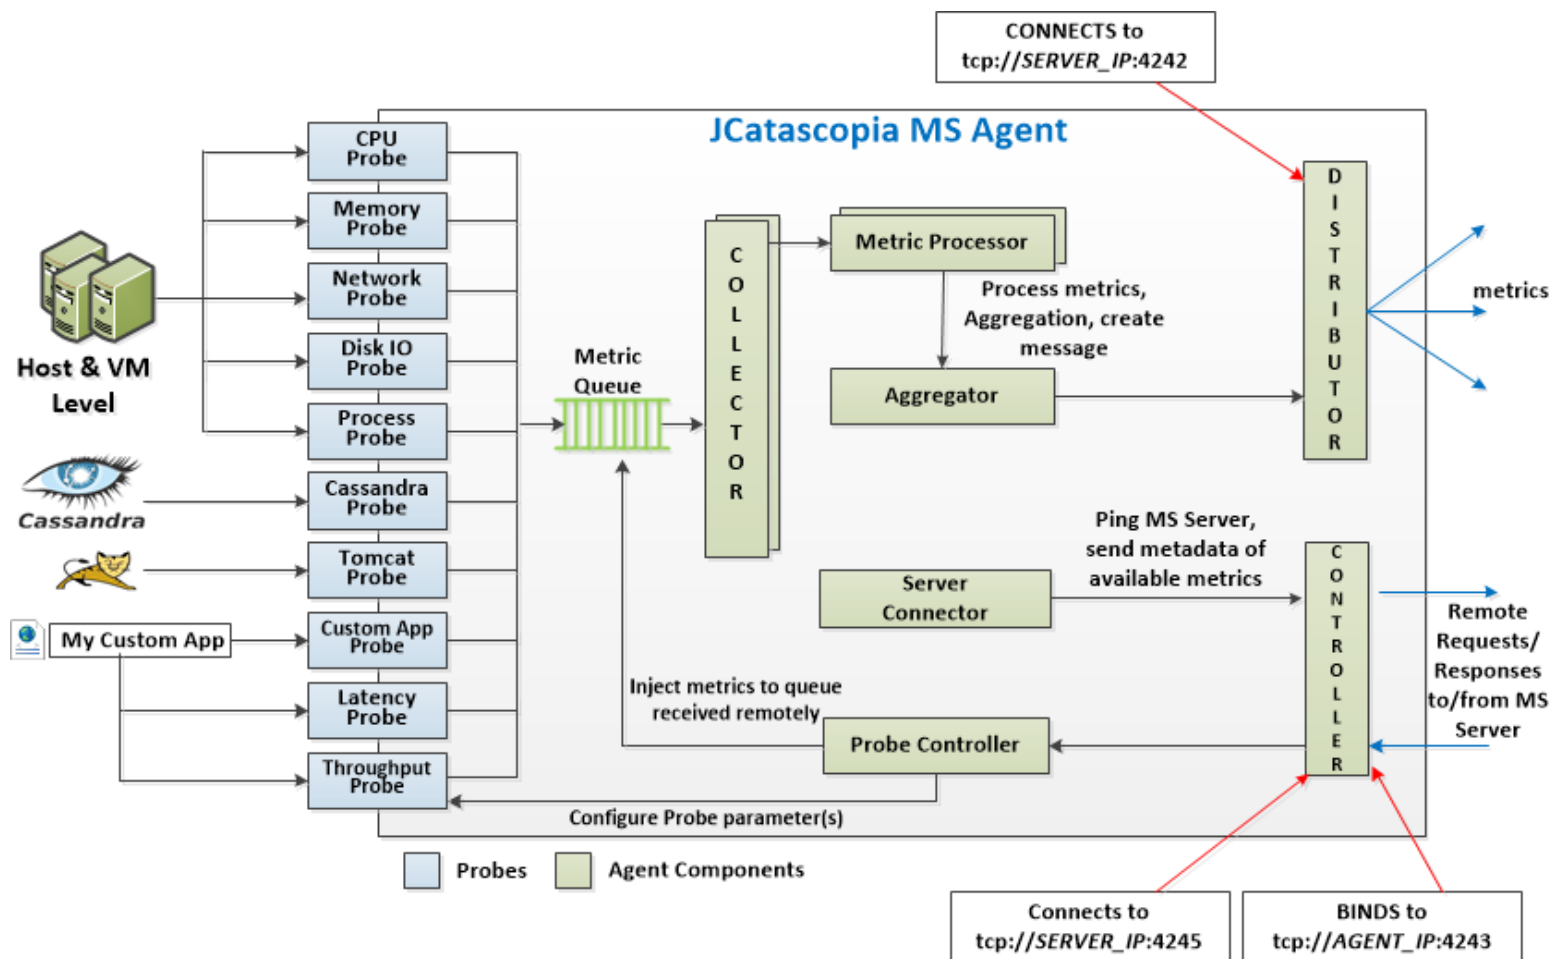 CONNECTS to
tcp://SERVER_IP:4242
JCatascopia MS Agent
CPU
Probe
Memory
Probe
Network
Probe
Disk IO
Probe
Process
Probe
Cassandra
Probe
Tomcat
Probe
Custom App
Probe
Latency
Probe
Throughput
Probe
Host & VM
Level
Cassandra
My Custom App
Metric
Queue
COLLECTOR
Metric Processor
Process metrics,
Aggregation, create
message
Aggregator
DISTRIBUTOR
metrics
Ping MS Server,
send metadata of
available metrics
Server
Connector
CONTROLLER
Remote
Requests/
Responses
to/from MS
Server
Inject metrics to queue
received remotely
Probe Controller
Configure Probe parameter(s)
Probes
Agent Components
Connects to
tcp://SERVER_IP:4245
BINDS to
tcp://AGENT_IP:4243